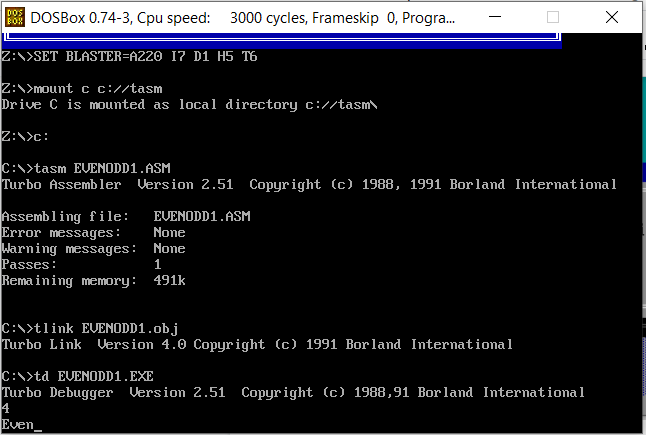 DOS BOX
DOSBox 0.74-3, Cpu speed: 3000 cycles, Frameskip 0, Progra...
Z:\>SET BLASTER=A220 I7 D1 H5 T6
Z:\>mount c c://tasm
Drive C is mounted as local directory c://tasm\
Z:\>c:
C:\>tasm EVENODD1.ASM
Turbo Assembler Version 2.51 Copyright (c) 1988, 1991 Borland International
Assembling file: EVENODD1.ASM
Error messages: None
Warning messages: None
Passes: 1
Remaining memory: 491k
C:\>tlink EVENODD1.obj
Turbo Link Version 4.0 Copyright (c) 1991 Borland International
C:\>td EVENODD1.EXE
Turbo Debugger Version 2.51 Copyright (c) 1988,91 Borland International
4
Even_